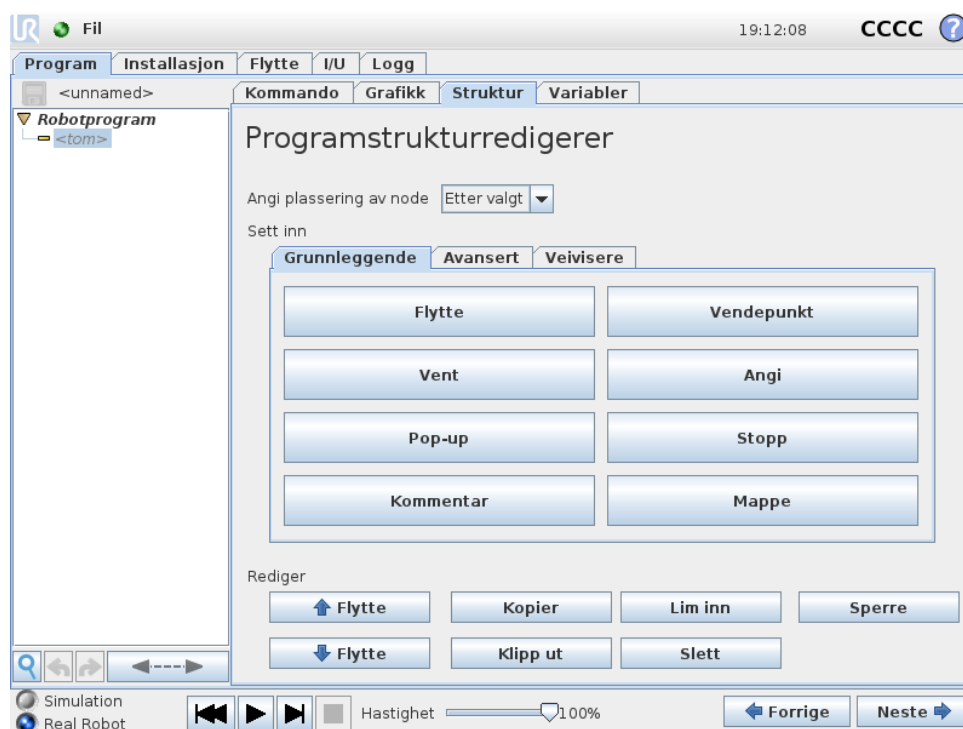 UR Fil 19:12:08 CCCC ?
Program Installasjon Flytte I/U Logg
<unnamed> Kommando Grafikk Struktur Variabler
Robotprogram
<tom>
Programstrukturredigerer
Angi plassering av node Etter valgt
Sett inn
Grunnleggende Avansert Veivisere
Flytte Vendepunkt
Vent Angi
Pop-up Stopp
Kommentar Mappe
Rediger
Flytte Kopier Lim inn Sperre
Flytte Klipp ut Slett
Simulation
Real Robot
Hastighet 100% Forrige Neste